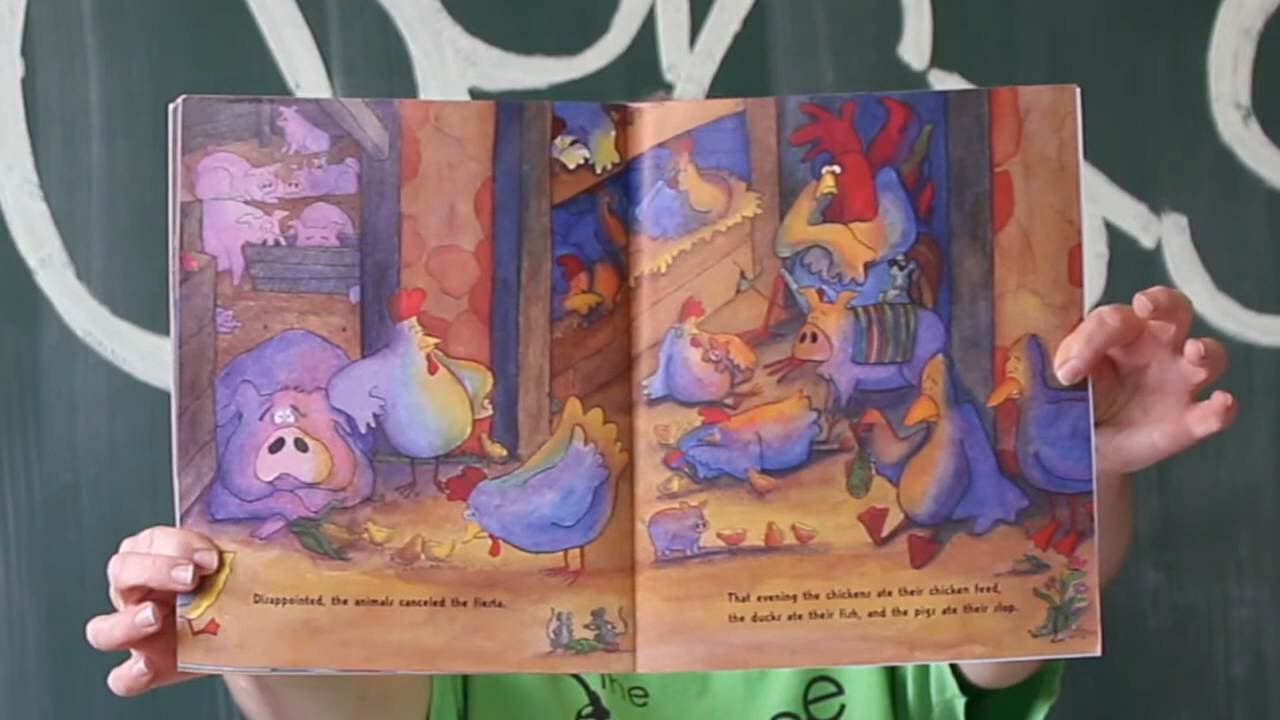 Disappointed, the animals canceled the fiesta.
That evening the chickens ate their chicken feed,
the ducks ate their fish, and the pigs ate their slop.
The